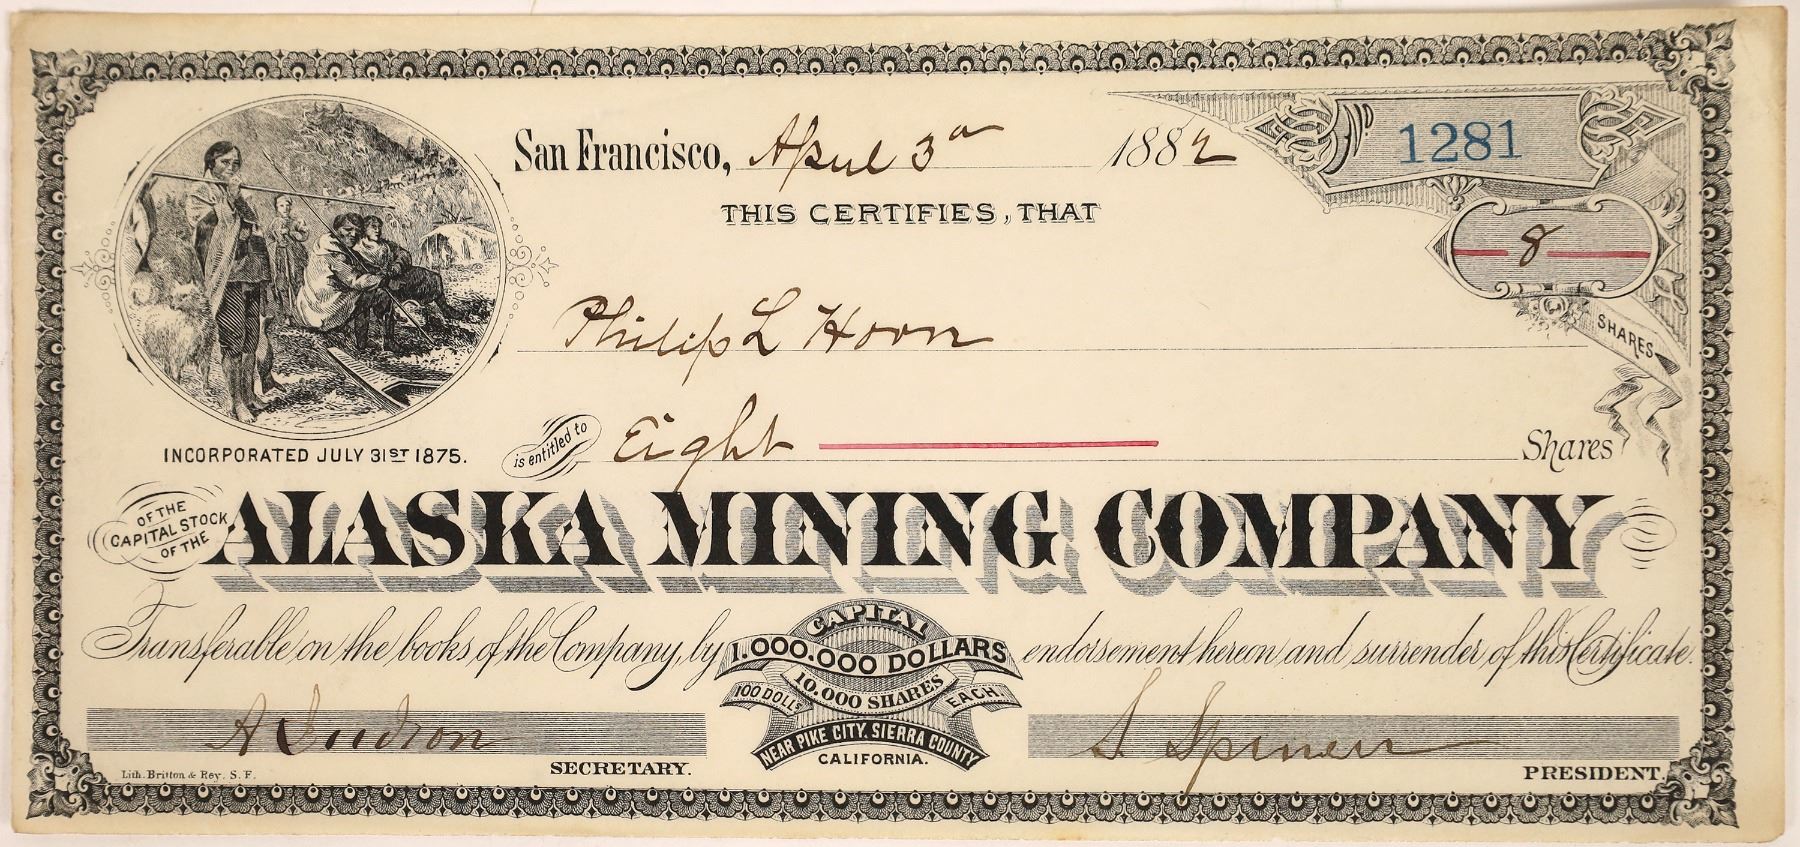 San Francisco, April 3d 1882
No 1281
THIS CERTIFIES, THAT
8
SHARES
Philip L Hoon
INCORPORATED JULY 31ST 1875.
is entitled to Eight Shares
OF THE CAPITAL STOCK OF THE
ALASKA MINING COMPANY
Transferable on the books of the Company, by endorsement hereon and surrender of this Certificate.
CAPITAL
1.000.000 DOLLARS
10.000 SHARES
100 DOLLS EACH.
NEAR PIKE CITY, SIERRA COUNTY
CALIFORNIA.
A Judson
SECRETARY.
S
PRESIDENT.
Lith. Britton & Rey. S. F.